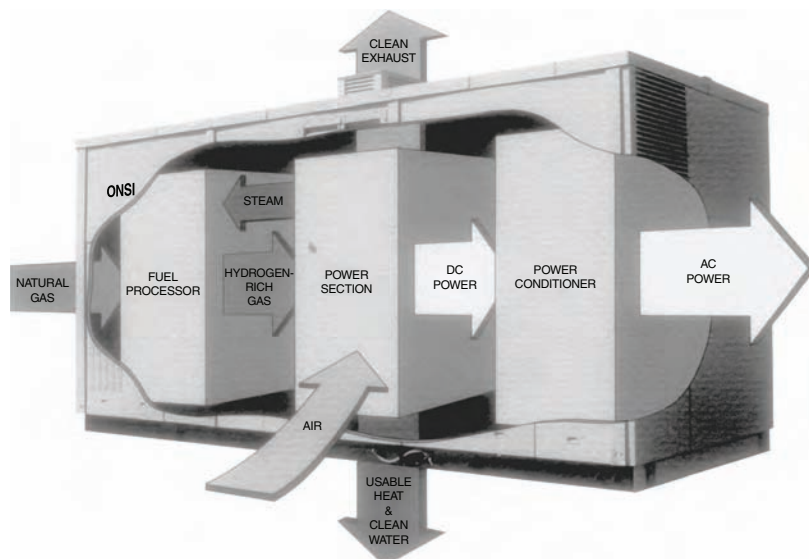 CLEAN
EXHAUST
ONSI
STEAM
NATURAL
GAS
FUEL
PROCESSOR
HYDROGEN-
RICH GAS
POWER
SECTION
DC
POWER
POWER
CONDITIONER
AC
POWER
AIR
USABLE
HEAT
&
CLEAN
WATER